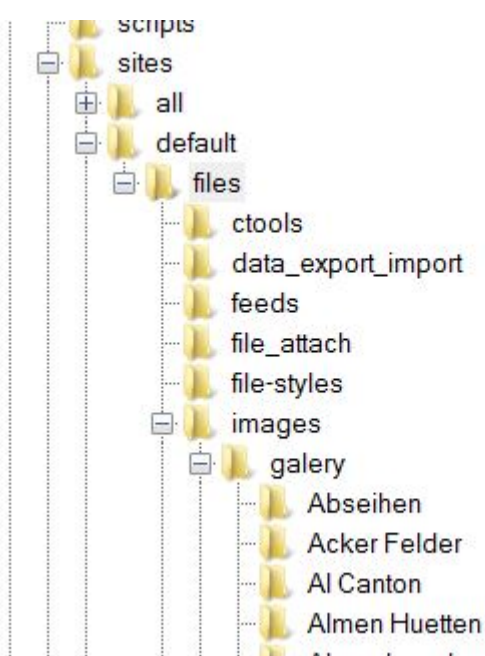 scripts
sites
all
default
files
ctools
data_export_import
feeds
file_attach
file-styles
images
galery
Abseihen
Acker Felder
Al Canton
Almen Huetten